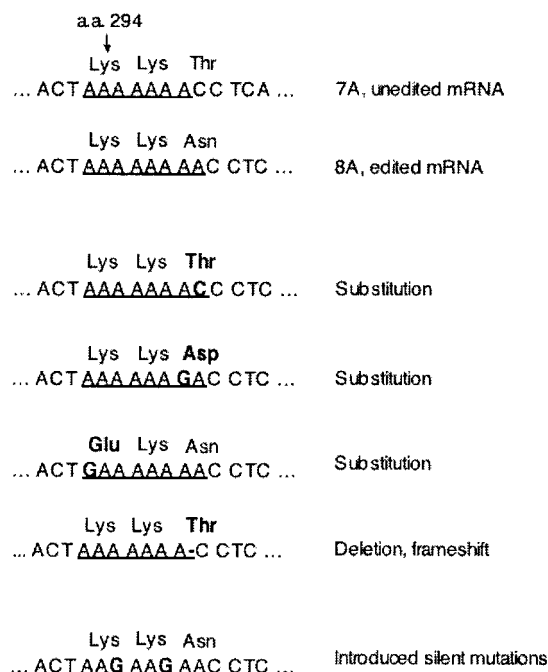 a.a. 294
Lys Lys Thr
... ACT AAA AAA ACC TCA ... 7A, unedited mRNA
Lys Lys Asn
... ACT AAA AAA AAC CTC ... 8A, edited mRNA
Lys Lys Thr
... ACT AAA AAA ACC CTC ... Substitution
Lys Lys Asp
... ACT AAA AAA GAC CTC ... Substitution
Glu Lys Asn
... ACT GAA AAA AAC CTC ... Substitution
Lys Lys Thr
... ACT AAA AAA A-C CTC ... Deletion, frameshift
Lys Lys Asn
... ACT AAG AAG AAC CTC ... Introduced silent mutations